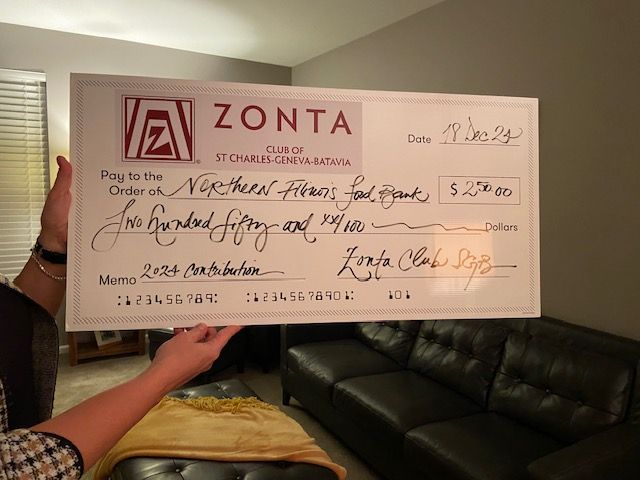 Z
ZONTA
CLUB OF
ST CHARLES-GENEVA-BATAVIA
Date 18 Dec 24
Pay to the
Order of Northern Illinois Food Bank $ 250.00
Two hundred fifty and xx/100 Dollars
Memo 2024 Contribution Zonta Club SGB
⑆123456789⑆ ⑆12345678901⑆ 101